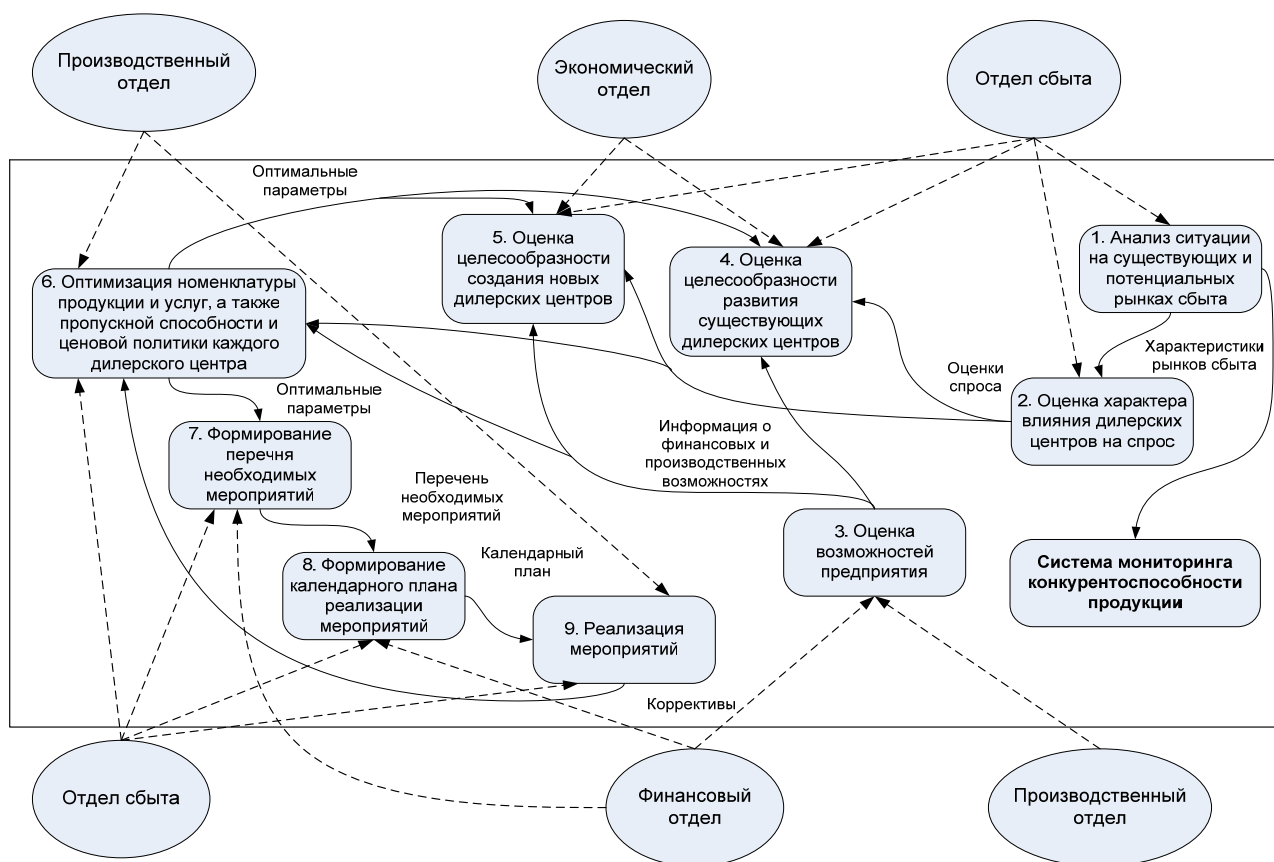 Производственный
отдел
Экономический
отдел
Отдел сбыта
Оптимальные
параметры
5. Оценка
целесообразности
создания новых
дилерских центров
4. Оценка
целесообразности
развития
существующих
дилерских центров
1. Анализ ситуации
на существующих и
потенциальных
рынках сбыта
6. Оптимизация номенклатуры
продукции и услуг, а также
пропускной способности и
ценовой политики каждого
дилерского центра
Характеристики
рынков сбыта
Оценки
спроса
Оптимальные
параметры
2. Оценка характера
влияния дилерских
центров на спрос
7. Формирование
перечня
необходимых
мероприятий
Информация о
финансовых и
производственных
возможностях
Перечень
необходимых
мероприятий
3. Оценка
возможностей
предприятия
Календарный
план
8. Формирование
календарного плана
реализации
мероприятий
Система мониторинга
конкурентоспособности
продукции
9. Реализация
мероприятий
Коррективы
Отдел сбыта
Финансовый
отдел
Производственный
отдел